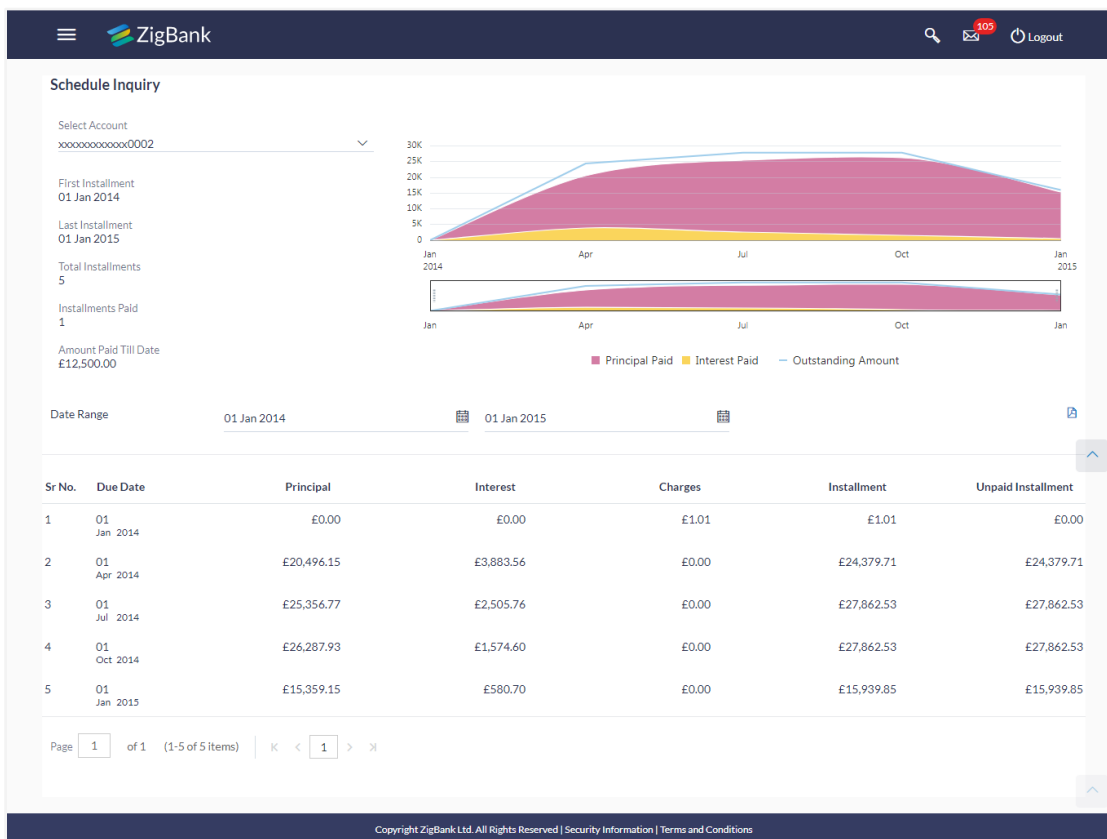 ZigBank
105
Logout
Schedule Inquiry
Select Account
xxxxxxxxxxxx0002
First Installment
01 Jan 2014
Last Installment
01 Jan 2015
Total Installments
5
Installments Paid
1
Amount Paid Till Date
£12,500.00
30K
25K
20K
15K
10K
5K
0
Jan Apr Jul Oct Jan
2014 2015
Jan Apr Jul Oct Jan
Principal Paid Interest Paid Outstanding Amount
Date Range 01 Jan 2014 01 Jan 2015
Sr No. Due Date Principal Interest Charges Installment Unpaid Installment
1 01 £0.00 £0.00 £1.01 £1.01 £0.00
Jan 2014
2 01 £20,496.15 £3,883.56 £0.00 £24,379.71 £24,379.71
Apr 2014
3 01 £25,356.77 £2,505.76 £0.00 £27,862.53 £27,862.53
Jul 2014
4 01 £26,287.93 £1,574.60 £0.00 £27,862.53 £27,862.53
Oct 2014
5 01 £15,359.15 £580.70 £0.00 £15,939.85 £15,939.85
Jan 2015
Page 1 of 1 (1-5 of 5 items) K < 1 > >|
Copyright ZigBank Ltd. All Rights Reserved | Security Information | Terms and Conditions